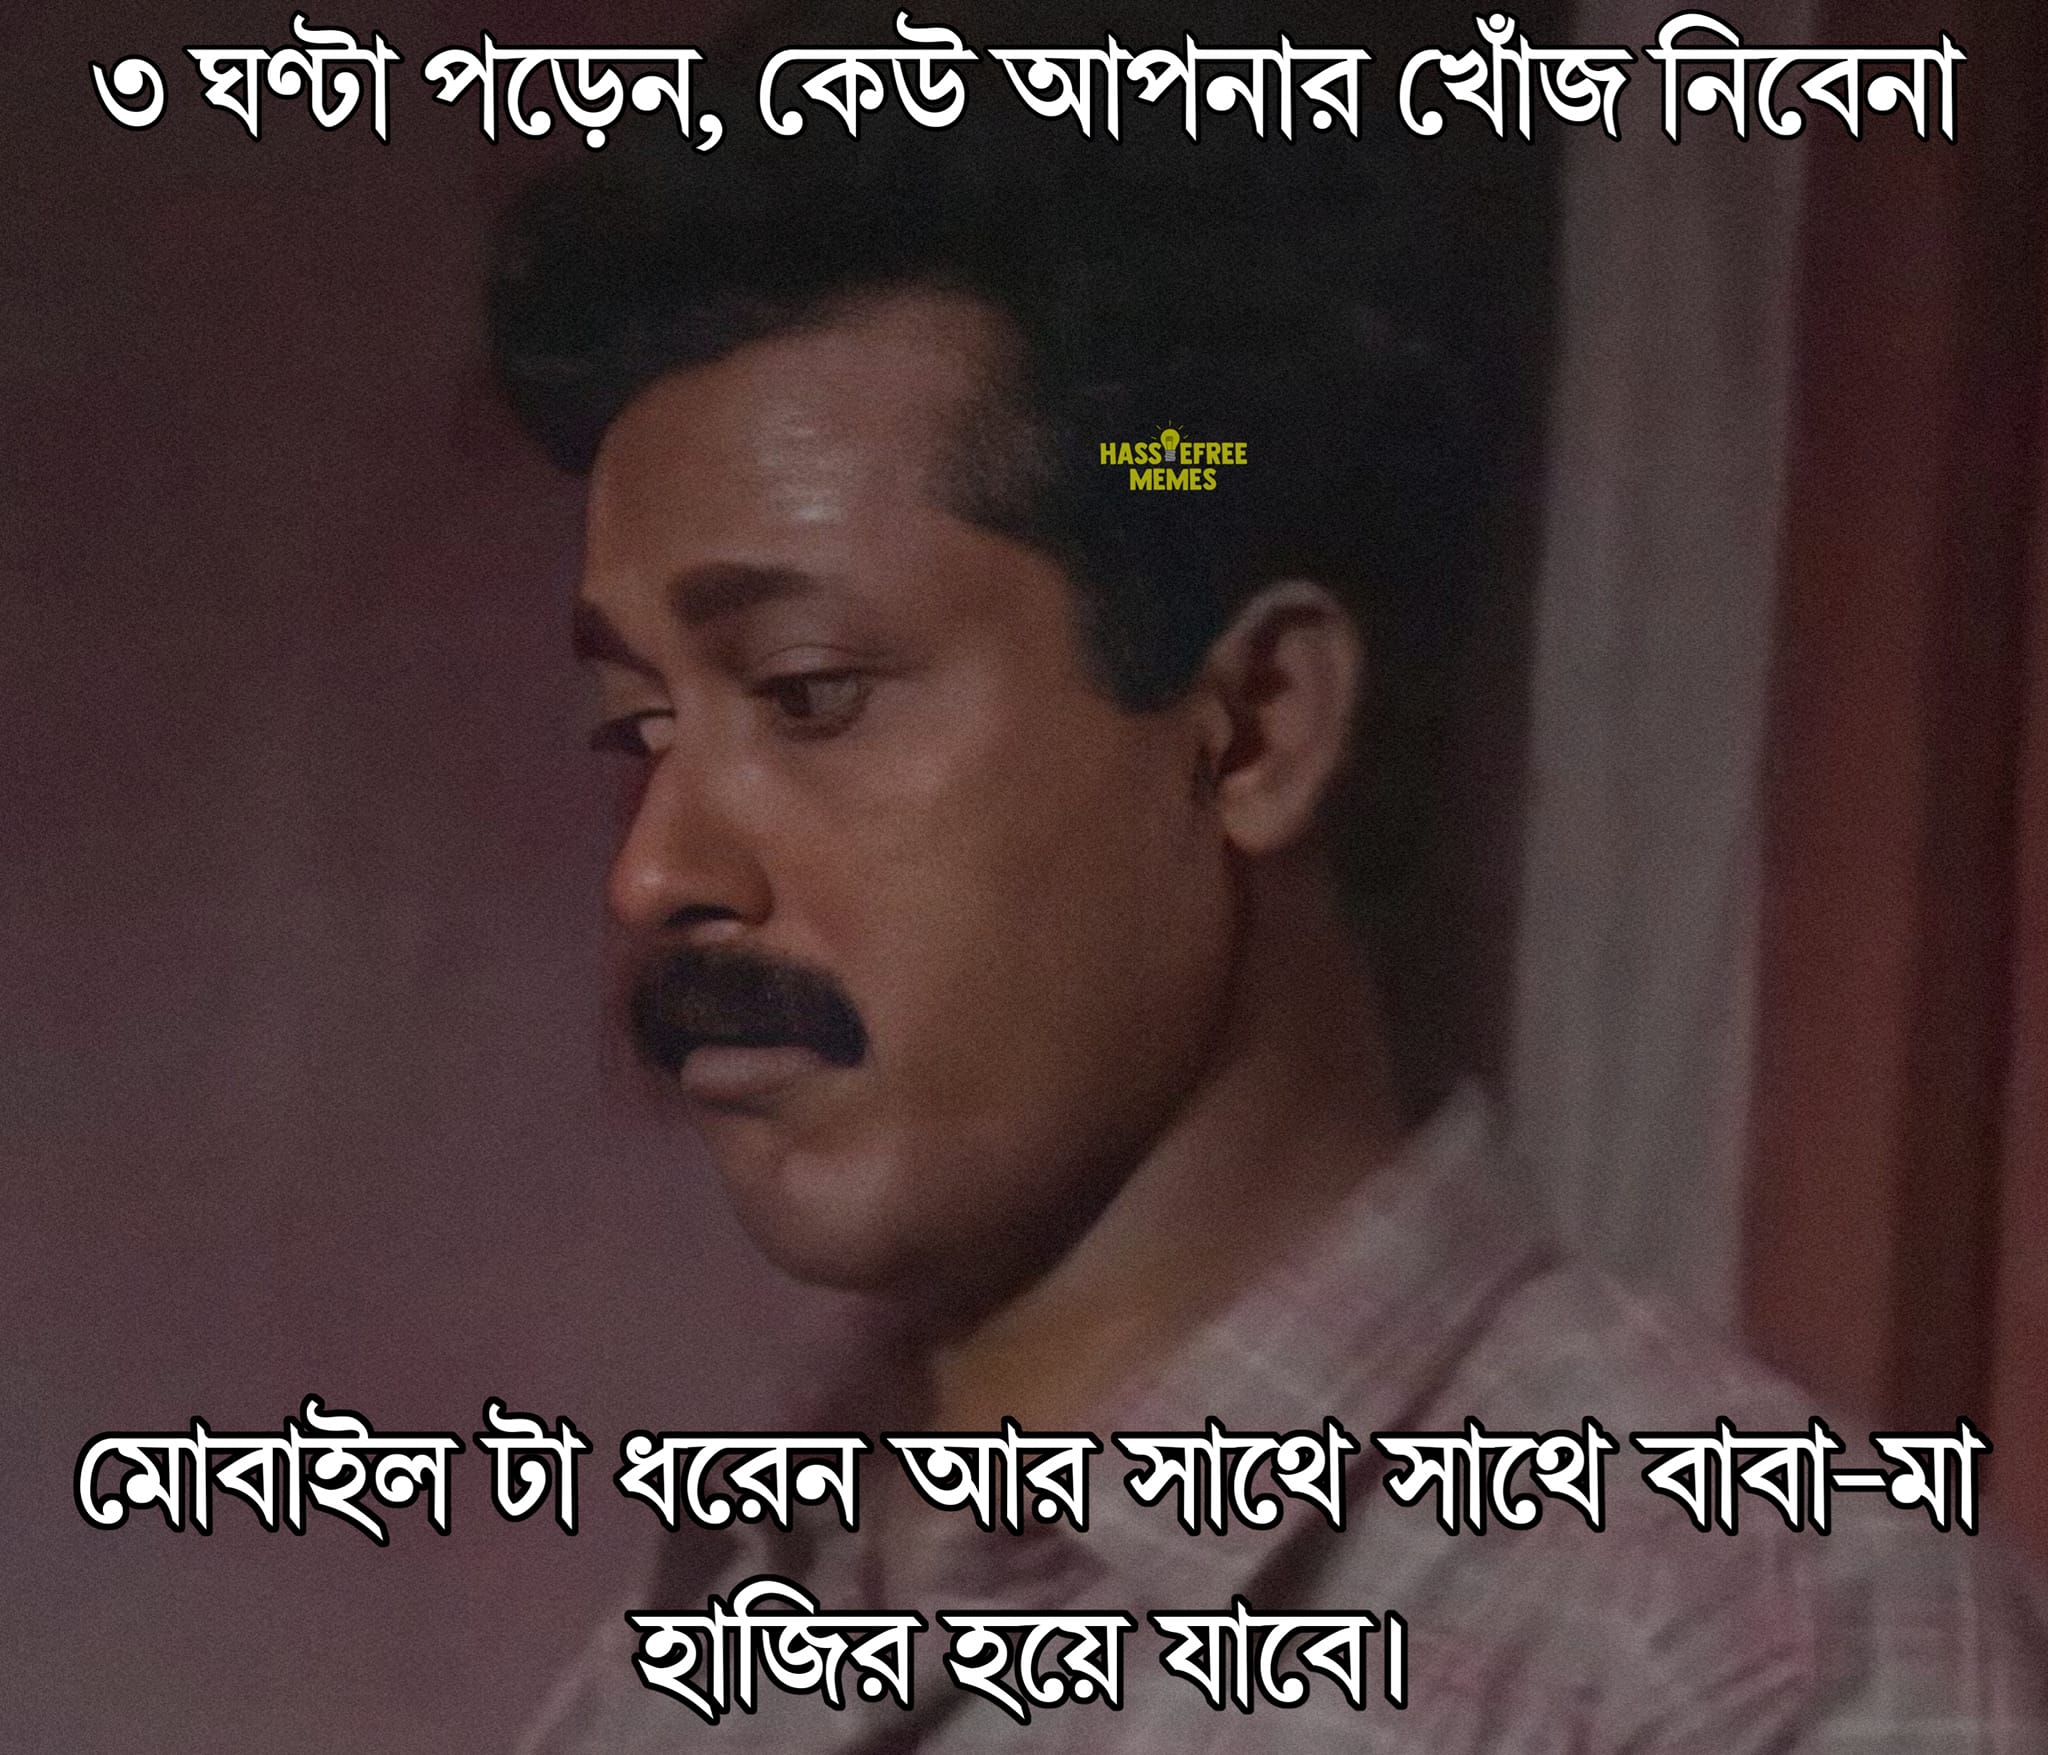 ৩ ঘণ্টা পড়েন, কেউ আপনার খোঁজ নিবেনা
HASSLEFREE
MEMES
মোবাইল টা ধরেন আর সাথে সাথে বাবা-মা
হাজির হয়ে যাবে।